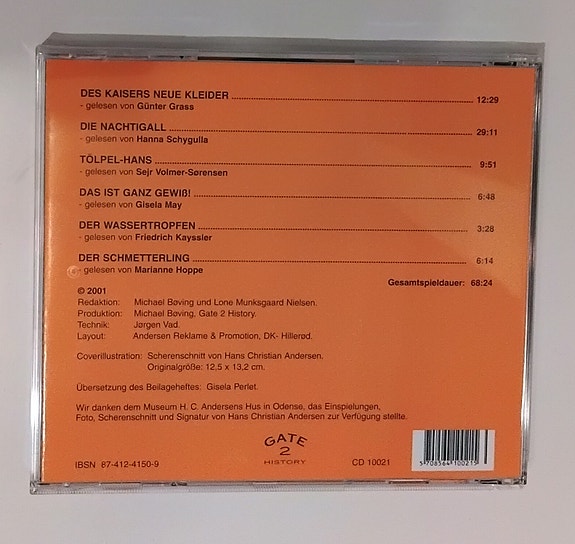 DES KAISERS NEUE KLEIDER ........ 12:29
- gelesen von Günter Grass
DIE NACHTIGALL ........ 29:11
- gelesen von Hanna Schygulla
TÖLPEL-HANS ........ 9:51
- gelesen von Sejr Volmer-Sørensen
DAS IST GANZ GEWIß! ........ 6:48
- gelesen von Gisela May
DER WASSERTROPFEN ........ 3:28
- gelesen von Friedrich Kayssler
DER SCHMETTERLING ........ 6:14
- gelesen von Marianne Hoppe
Gesamtspieldauer: 68:24
© 2001
Redaktion: Michael Bøving und Lone Munksgaard Nielsen.
Produktion: Michael Bøving, Gate 2 History.
Technik: Jørgen Vad.
Layout: Andersen Reklame & Promotion, DK- Hillerød.
Coverillustration: Scherenschnitt von Hans Christian Andersen.
Originalgröße: 12,5 x 13,2 cm.
Übersetzung des Beilageheftes: Gisela Perlet.
Wir danken dem Museum H. C. Andersens Hus in Odense, das Einspielungen,
Foto, Scherenschnitt und Signatur von Hans Christian Andersen zur Verfügung stellte.
GATE
2
HISTORY
IBSN 87-412-4150-9
CD 10021
5 708564 100215